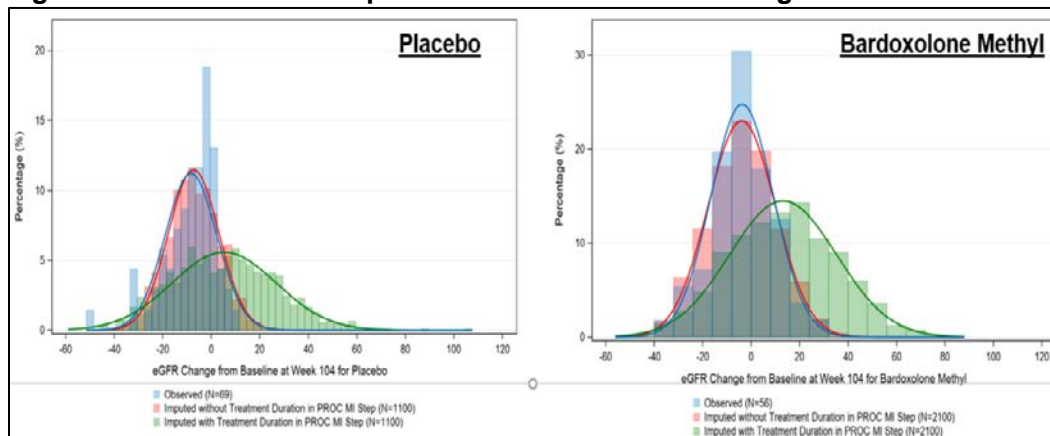 Placebo
20
15
10
5
0
Percentage (%)
-60 -40 -20 0 20 40 60 80 100 120
eGFR Change from Baseline at Week 104 for Placebo
Observed (N=69)
Imputed without Treatment Duration in PROC MI Step (N=1100)
Imputed with Treatment Duration in PROC MI Step (N=1100)
Bardoxolone Methyl
30
20
10
0
Percentage (%)
-60 -40 -20 0 20 40 60 80 100 120
eGFR Change from Baseline at Week 104 for Bardoxolone Methyl
Observed (N=56)
Imputed without Treatment Duration in PROC MI Step (N=2100)
Imputed with Treatment Duration in PROC MI Step (N=2100)